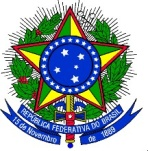 REPÚBLICA FEDERATIVA DO BRASIL
15 de Novembro de 1889